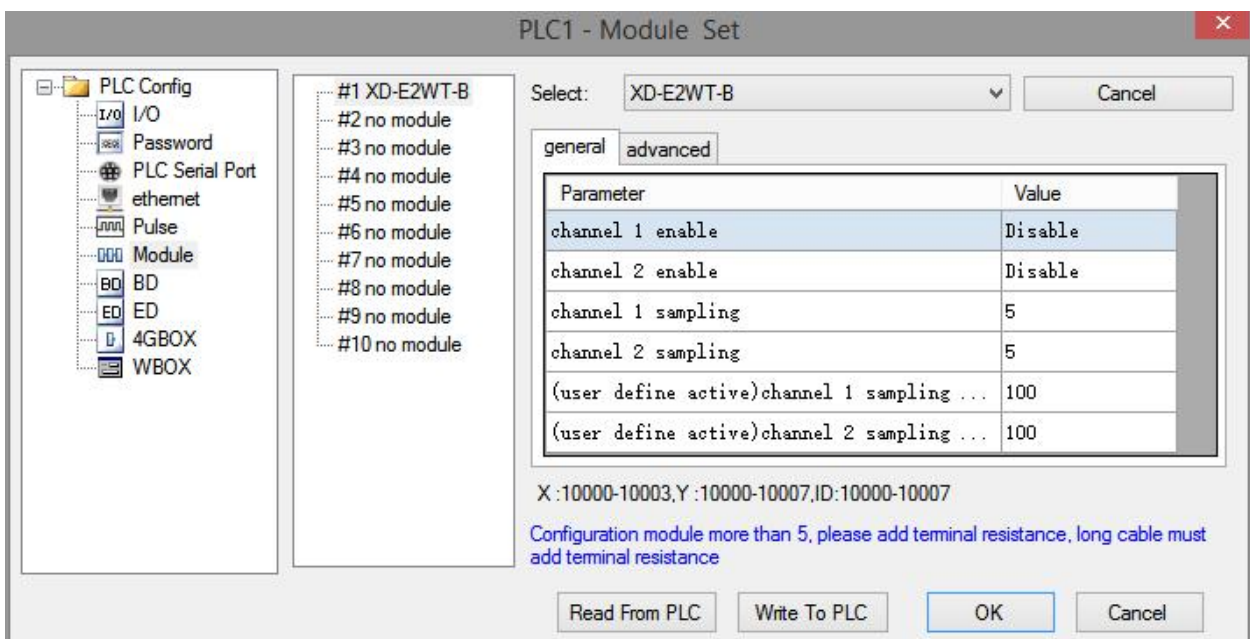 PLC1 - Module Set
PLC Config
I/O I/O
Password
PLC Serial Port
ethernet
Pulse
Module
BD BD
ED ED
4GBOX
WBOX
#1 XD-E2WT-B
#2 no module
#3 no module
#4 no module
#5 no module
#6 no module
#7 no module
#8 no module
#9 no module
#10 no module
Select: XD-E2WT-B Cancel
general advanced
Parameter Value
channel 1 enable Disable
channel 2 enable Disable
channel 1 sampling 5
channel 2 sampling 5
(user define active)channel 1 sampling ... 100
(user define active)channel 2 sampling ... 100
X :10000-10003,Y :10000-10007,ID:10000-10007
Configuration module more than 5, please add terminal resistance, long cable must
add terminal resistance
Read From PLC Write To PLC OK Cancel